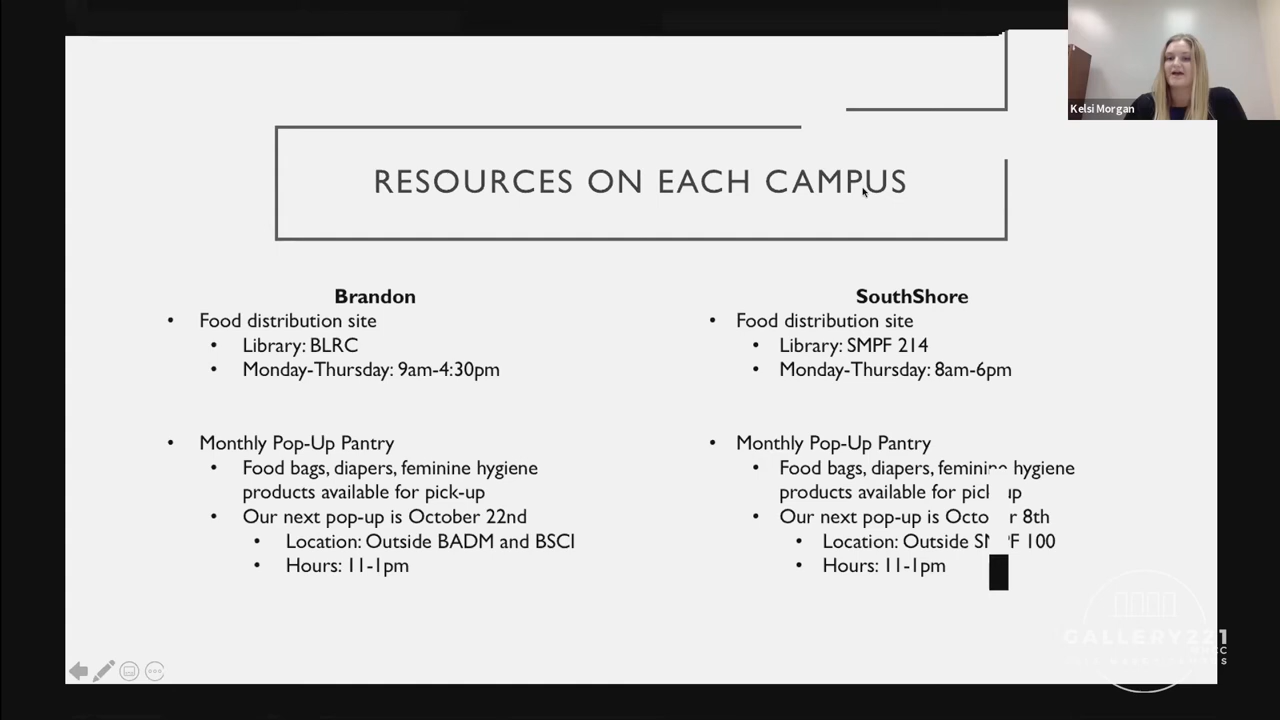 Kelsi Morgan
RESOURCES ON EACH CAMPUS
Brandon
• Food distribution site
• Library: BLRC
• Monday-Thursday: 9am-4:30pm
• Monthly Pop-Up Pantry
• Food bags, diapers, feminine hygiene
products available for pick-up
• Our next pop-up is October 22nd
• Location: Outside BADM and BSCI
• Hours: 11-1pm
SouthShore
• Food distribution site
• Library: SMPF 214
• Monday-Thursday: 8am-6pm
• Monthly Pop-Up Pantry
• Food bags, diapers, feminine hygiene
products available for pick up
• Our next pop-up is October 8th
• Location: Outside SMPF 100
• Hours: 11-1pm
GALLERY221